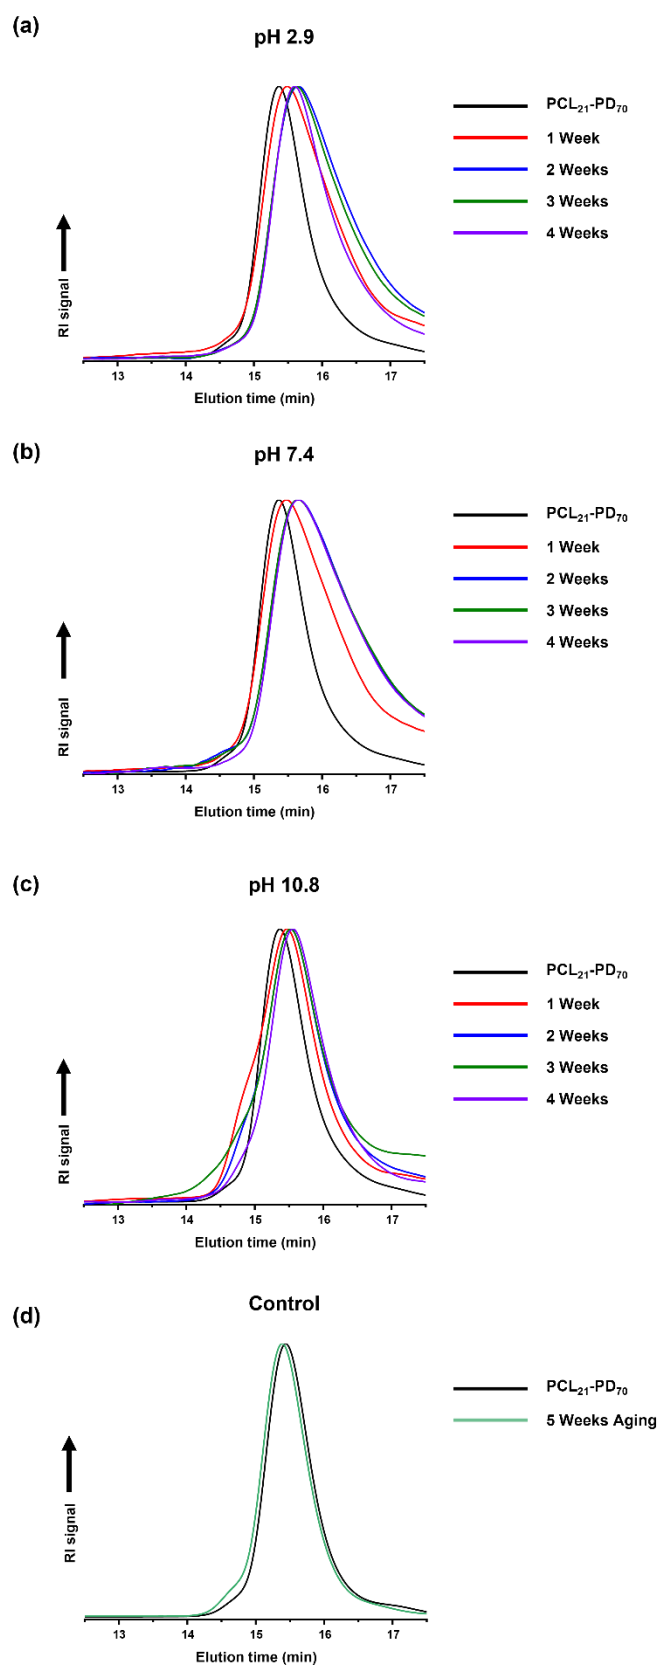 (a)
pH 2.9
PCL₂₁-PD₇₀
1 Week
2 Weeks
3 Weeks
4 Weeks
RI signal
13 14 15 16 17
Elution time (min)
(b)
pH 7.4
PCL₂₁-PD₇₀
1 Week
2 Weeks
3 Weeks
4 Weeks
RI signal
13 14 15 16 17
Elution time (min)
(c)
pH 10.8
PCL₂₁-PD₇₀
1 Week
2 Weeks
3 Weeks
4 Weeks
RI signal
13 14 15 16 17
Elution time (min)
(d)
Control
PCL₂₁-PD₇₀
5 Weeks Aging
RI signal
13 14 15 16 17
Elution time (min)